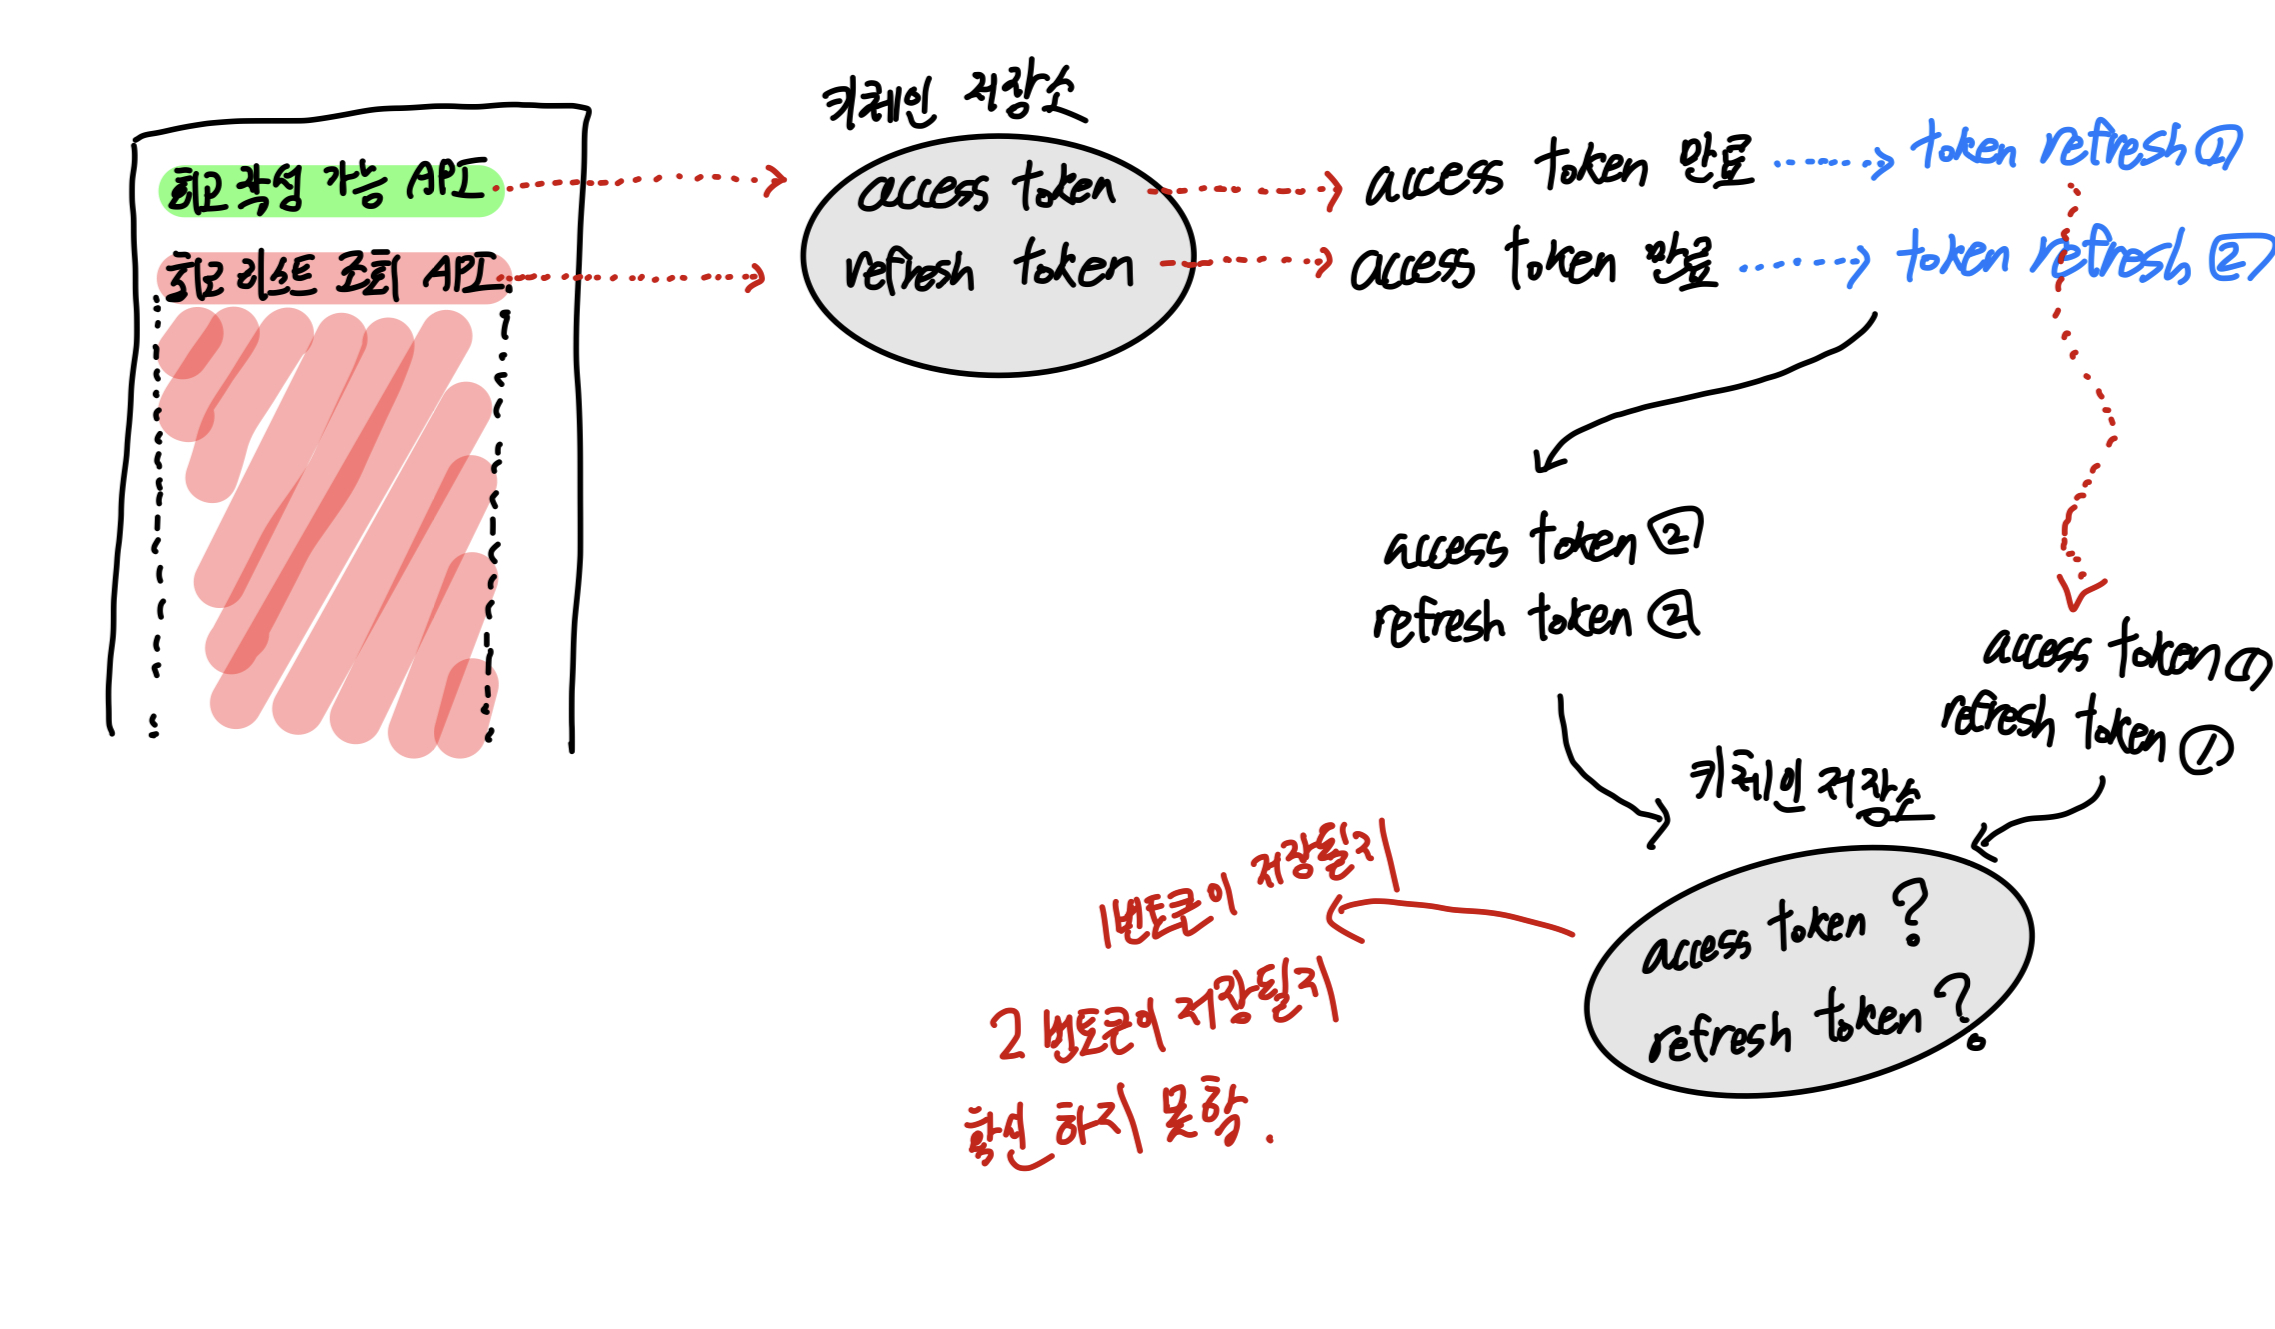 회고 작성 가능 API
회고 리스트 조회 API
키체인 저장소
access token
refresh token
access token 만료
access token 만료
token refresh ①
token refresh ②
access token ②
refresh token ②
access token ①
refresh token ①
키체인 저장소
access token ?
refresh token ?
1번토큰이 저장될지
2번토큰이 저장될지
확신 하지 못함.